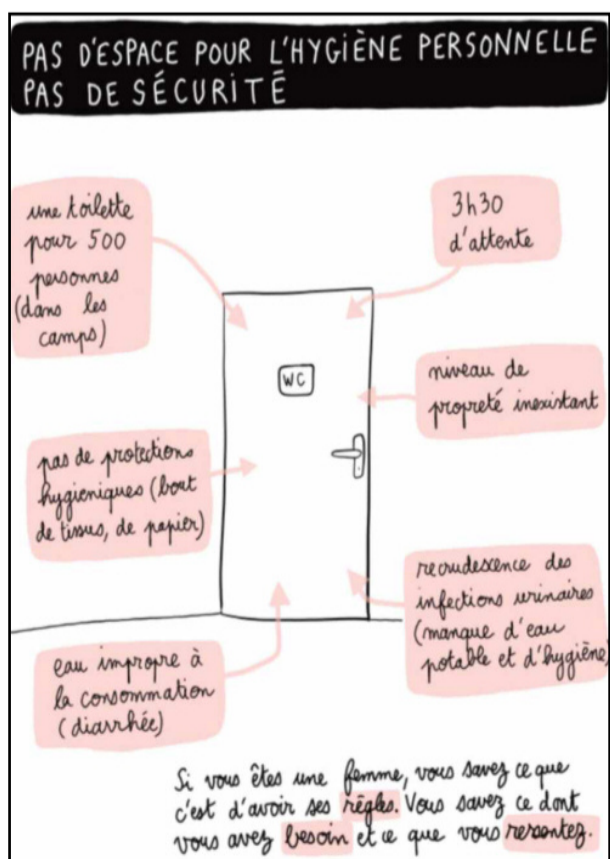 PAS D'ESPACE POUR L'HYGIÈNE PERSONNELLE
PAS DE SÉCURITÉ
une toilette
pour 500
personnes
(dans les
camps)
3h30
d'attente
WC
niveau de
propreté inexistant
pas de protections
hygiéniques (bout
de tissus, de papier)
recrudescence des
infections urinaires
(manque d'eau
potable et d'hygiène)
eau impropre à
la consommation
(diarrhée)
Si vous êtes une femme, vous savez ce que
c'est d'avoir ses règles. Vous savez ce dont
vous avez besoin et ce que vous ressentez.